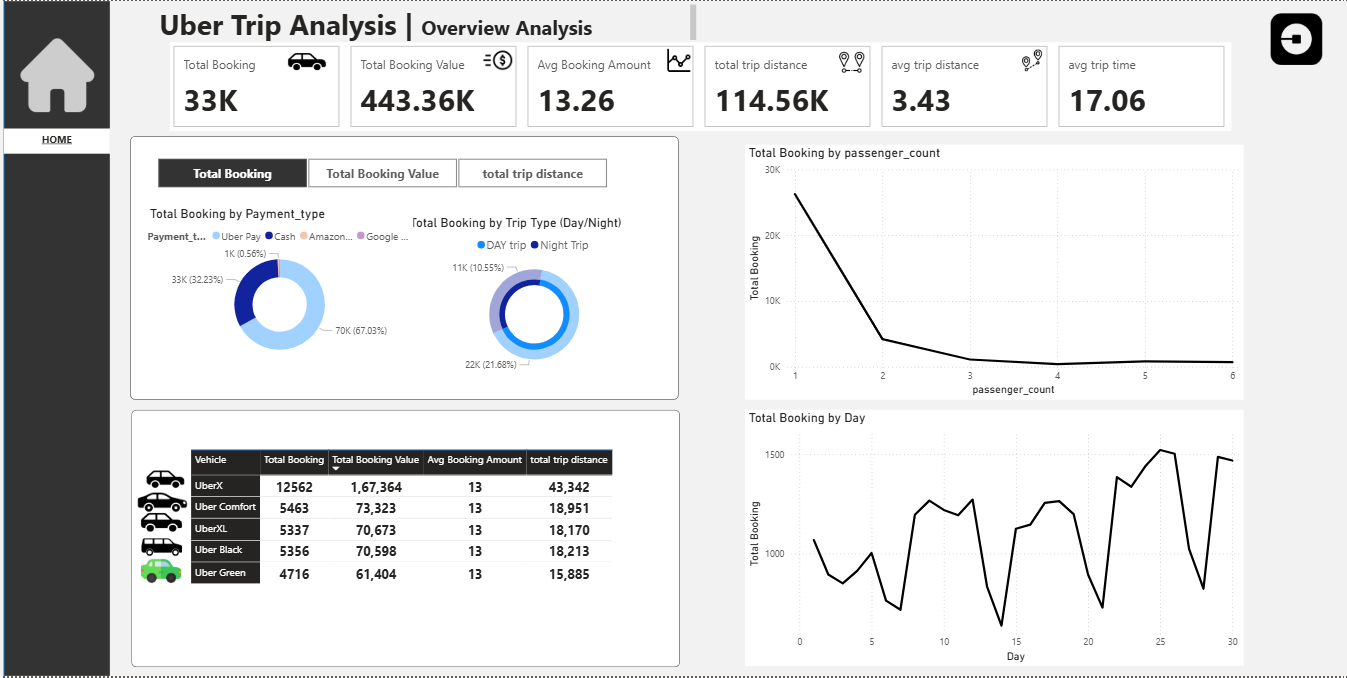 Uber Trip Analysis | Overview Analysis
Total Booking
33K
Total Booking Value
443.36K
Avg Booking Amount
13.26
total trip distance
114.56K
avg trip distance
3.43
avg trip time
17.06
HOME
Total Booking Total Booking Value total trip distance
Total Booking by Payment_type
Payment_t... Uber Pay Cash Amazon... Google ...
1K (0.56%)
33K (32.23%)
70K (67.03%)
Total Booking by Trip Type (Day/Night)
DAY trip Night Trip
11K (10.55%)
22K (21.68%)
Vehicle Total Booking Total Booking Value Avg Booking Amount total trip distance
UberX 12562 1,67,364 13 43,342
Uber Comfort 5463 73,323 13 18,951
UberXL 5337 70,673 13 18,170
Uber Black 5356 70,598 13 18,213
Uber Green 4716 61,404 13 15,885
Total Booking by passenger_count
Total Booking
30K
20K
10K
0K
1 2 3 4 5 6
passenger_count
Total Booking by Day
Total Booking
1500
1000
0 5 10 15 20 25 30
Day